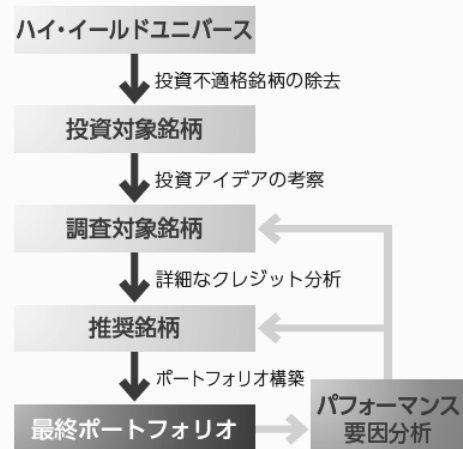 ハイ・イールドユニバース
投資不適格銘柄の除去
投資対象銘柄
投資アイデアの考察
調査対象銘柄
詳細なクレジット分析
推奨銘柄
ポートフォリオ構築
最終ポートフォリオ
パフォーマンス
要因分析